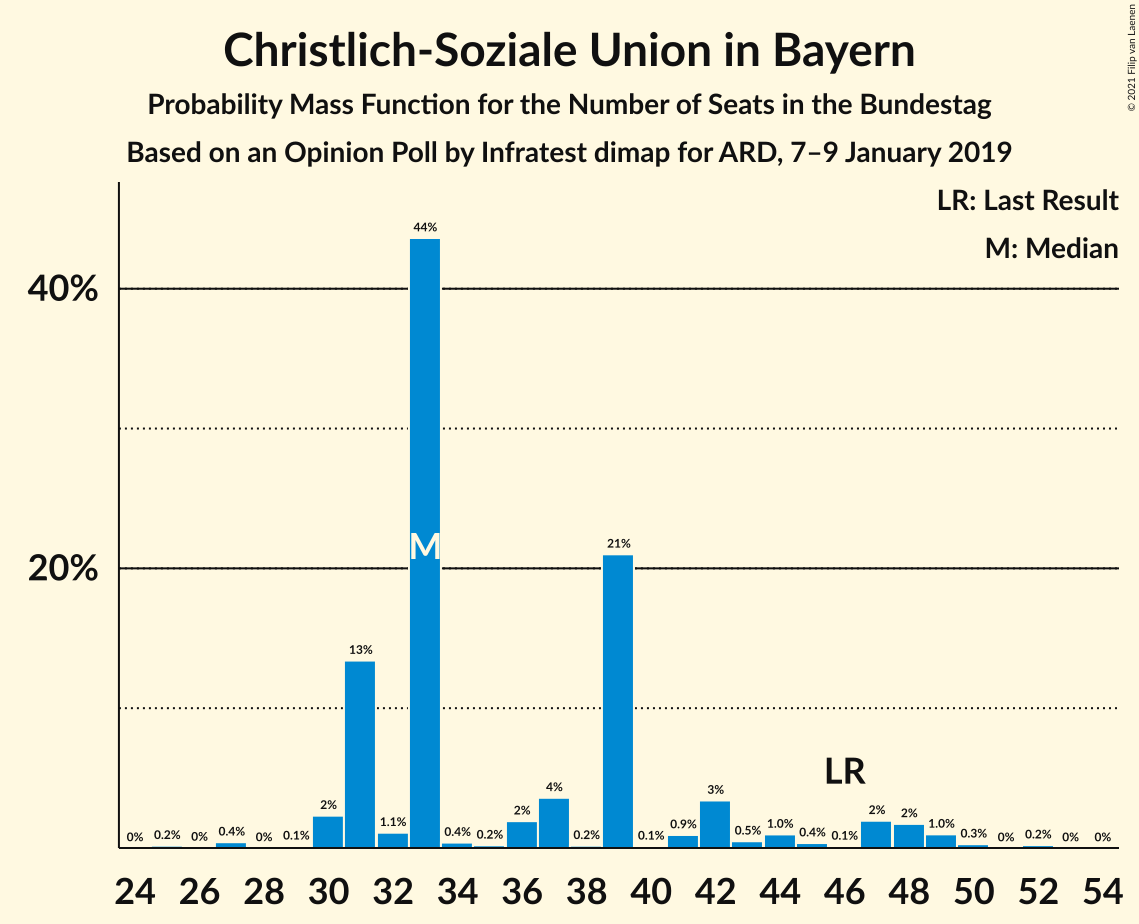 Christlich-Soziale Union in Bayern
Probability Mass Function for the Number of Seats in the Bundestag
Based on an Opinion Poll by Infratest dimap for ARD, 7–9 January 2019
© 2021 Filip van Laenen
LR: Last Result
M: Median
40%
20%
0% 0.2% 0% 0.4% 0% 0.1% 2% 13% 1.1% 44% 0.4% 0.2% 2% 4% 0.2% 21% 0.1% 0.9% 3% 0.5% 1.0% 0.4% 0.1% 2% 2% 1.0% 0.3% 0% 0.2% 0% 0%
M
LR
24 26 28 30 32 34 36 38 40 42 44 46 48 50 52 54